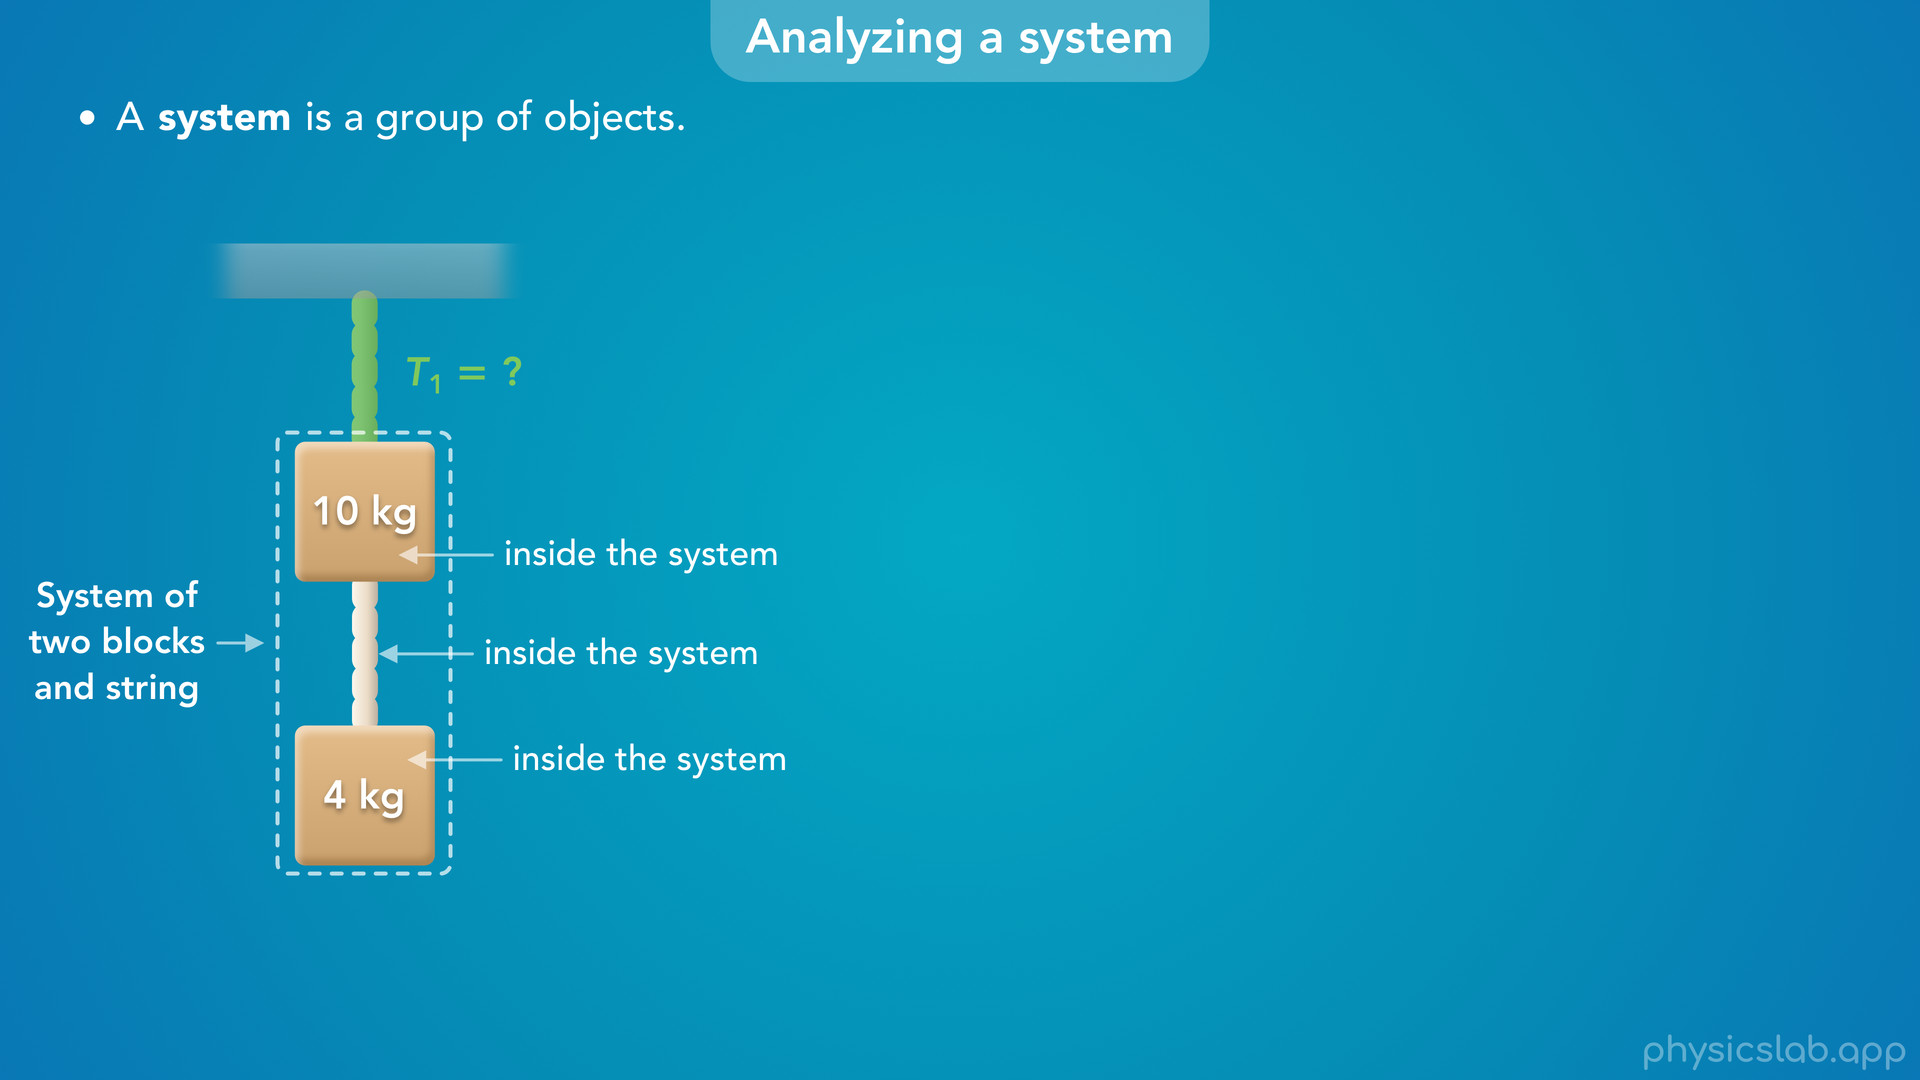 Analyzing a system
• A system is a group of objects.
T₁ = ?
10 kg
inside the system
System of
two blocks
and string
inside the system
inside the system
4 kg
physicslab.app